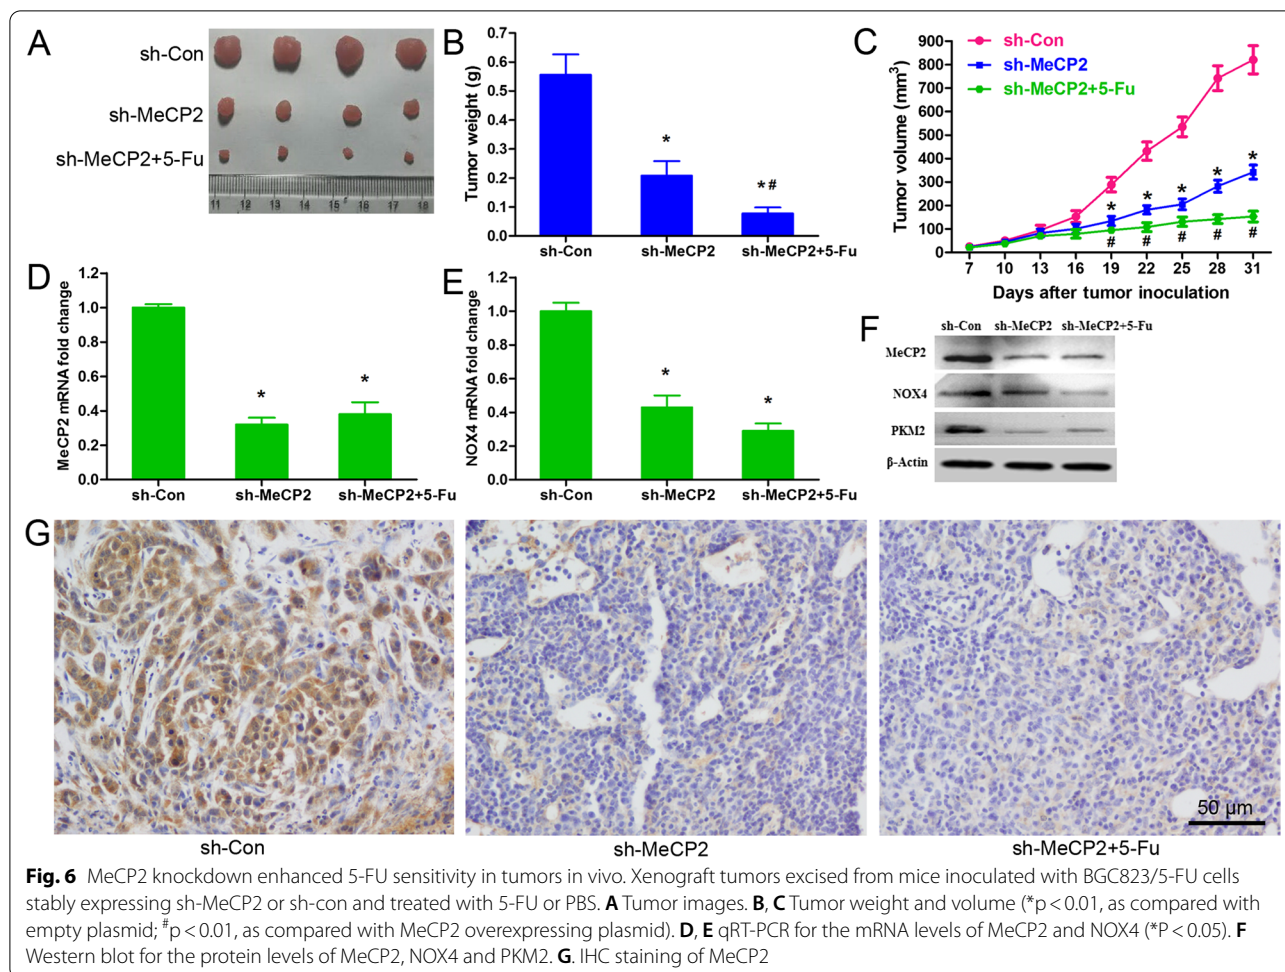 A
sh-Con
sh-MeCP2
sh-MeCP2+5-Fu
11 12 13 14 15 16 17 18
B
Tumor weight (g)
0.7
0.6
0.5
0.4
0.3
0.2
0.1
0.0
*
*#
sh-Con sh-MeCP2 sh-MeCP2+5-Fu
C
sh-Con
sh-MeCP2
sh-MeCP2+5-Fu
Tumor volume (mm³)
900
800
700
600
500
400
300
200
100
0
* * * * *
# # # # #
7 10 13 16 19 22 25 28 31
Days after tumor inoculation
D
MeCP2 mRNA fold change
1.2
1.0
0.8
0.6
0.4
0.2
0.0
* *
sh-Con sh-MeCP2 sh-MeCP2+5-Fu
E
NOX4 mRNA fold change
1.2
1.0
0.8
0.6
0.4
0.2
0.0
* *
sh-Con sh-MeCP2 sh-MeCP2+5-Fu
F
sh-Con sh-MeCP2 sh-MeCP2+5-Fu
MeCP2
NOX4
PKM2
β-Actin
G
50 µm
sh-Con sh-MeCP2 sh-MeCP2+5-Fu
Fig. 6 MeCP2 knockdown enhanced 5-FU sensitivity in tumors in vivo. Xenograft tumors excised from mice inoculated with BGC823/5-FU cells
stably expressing sh-MeCP2 or sh-con and treated with 5-FU or PBS. A Tumor images. B, C Tumor weight and volume (*p < 0.01, as compared with
empty plasmid; #p < 0.01, as compared with MeCP2 overexpressing plasmid). D, E qRT-PCR for the mRNA levels of MeCP2 and NOX4 (*P < 0.05). F
Western blot for the protein levels of MeCP2, NOX4 and PKM2. G. IHC staining of MeCP2